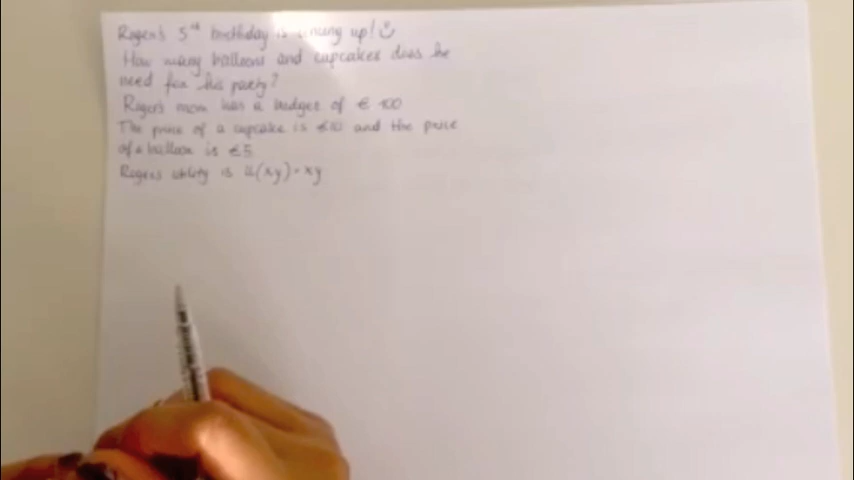 Roger's 5th birthday is coming up! ☺
How many balloons and cupcakes does he
need for his party?
Roger's mom has a budget of € 100
The price of a cupcake is €10 and the price
of a balloon is €5
Rogers utility is u(xy)=xy